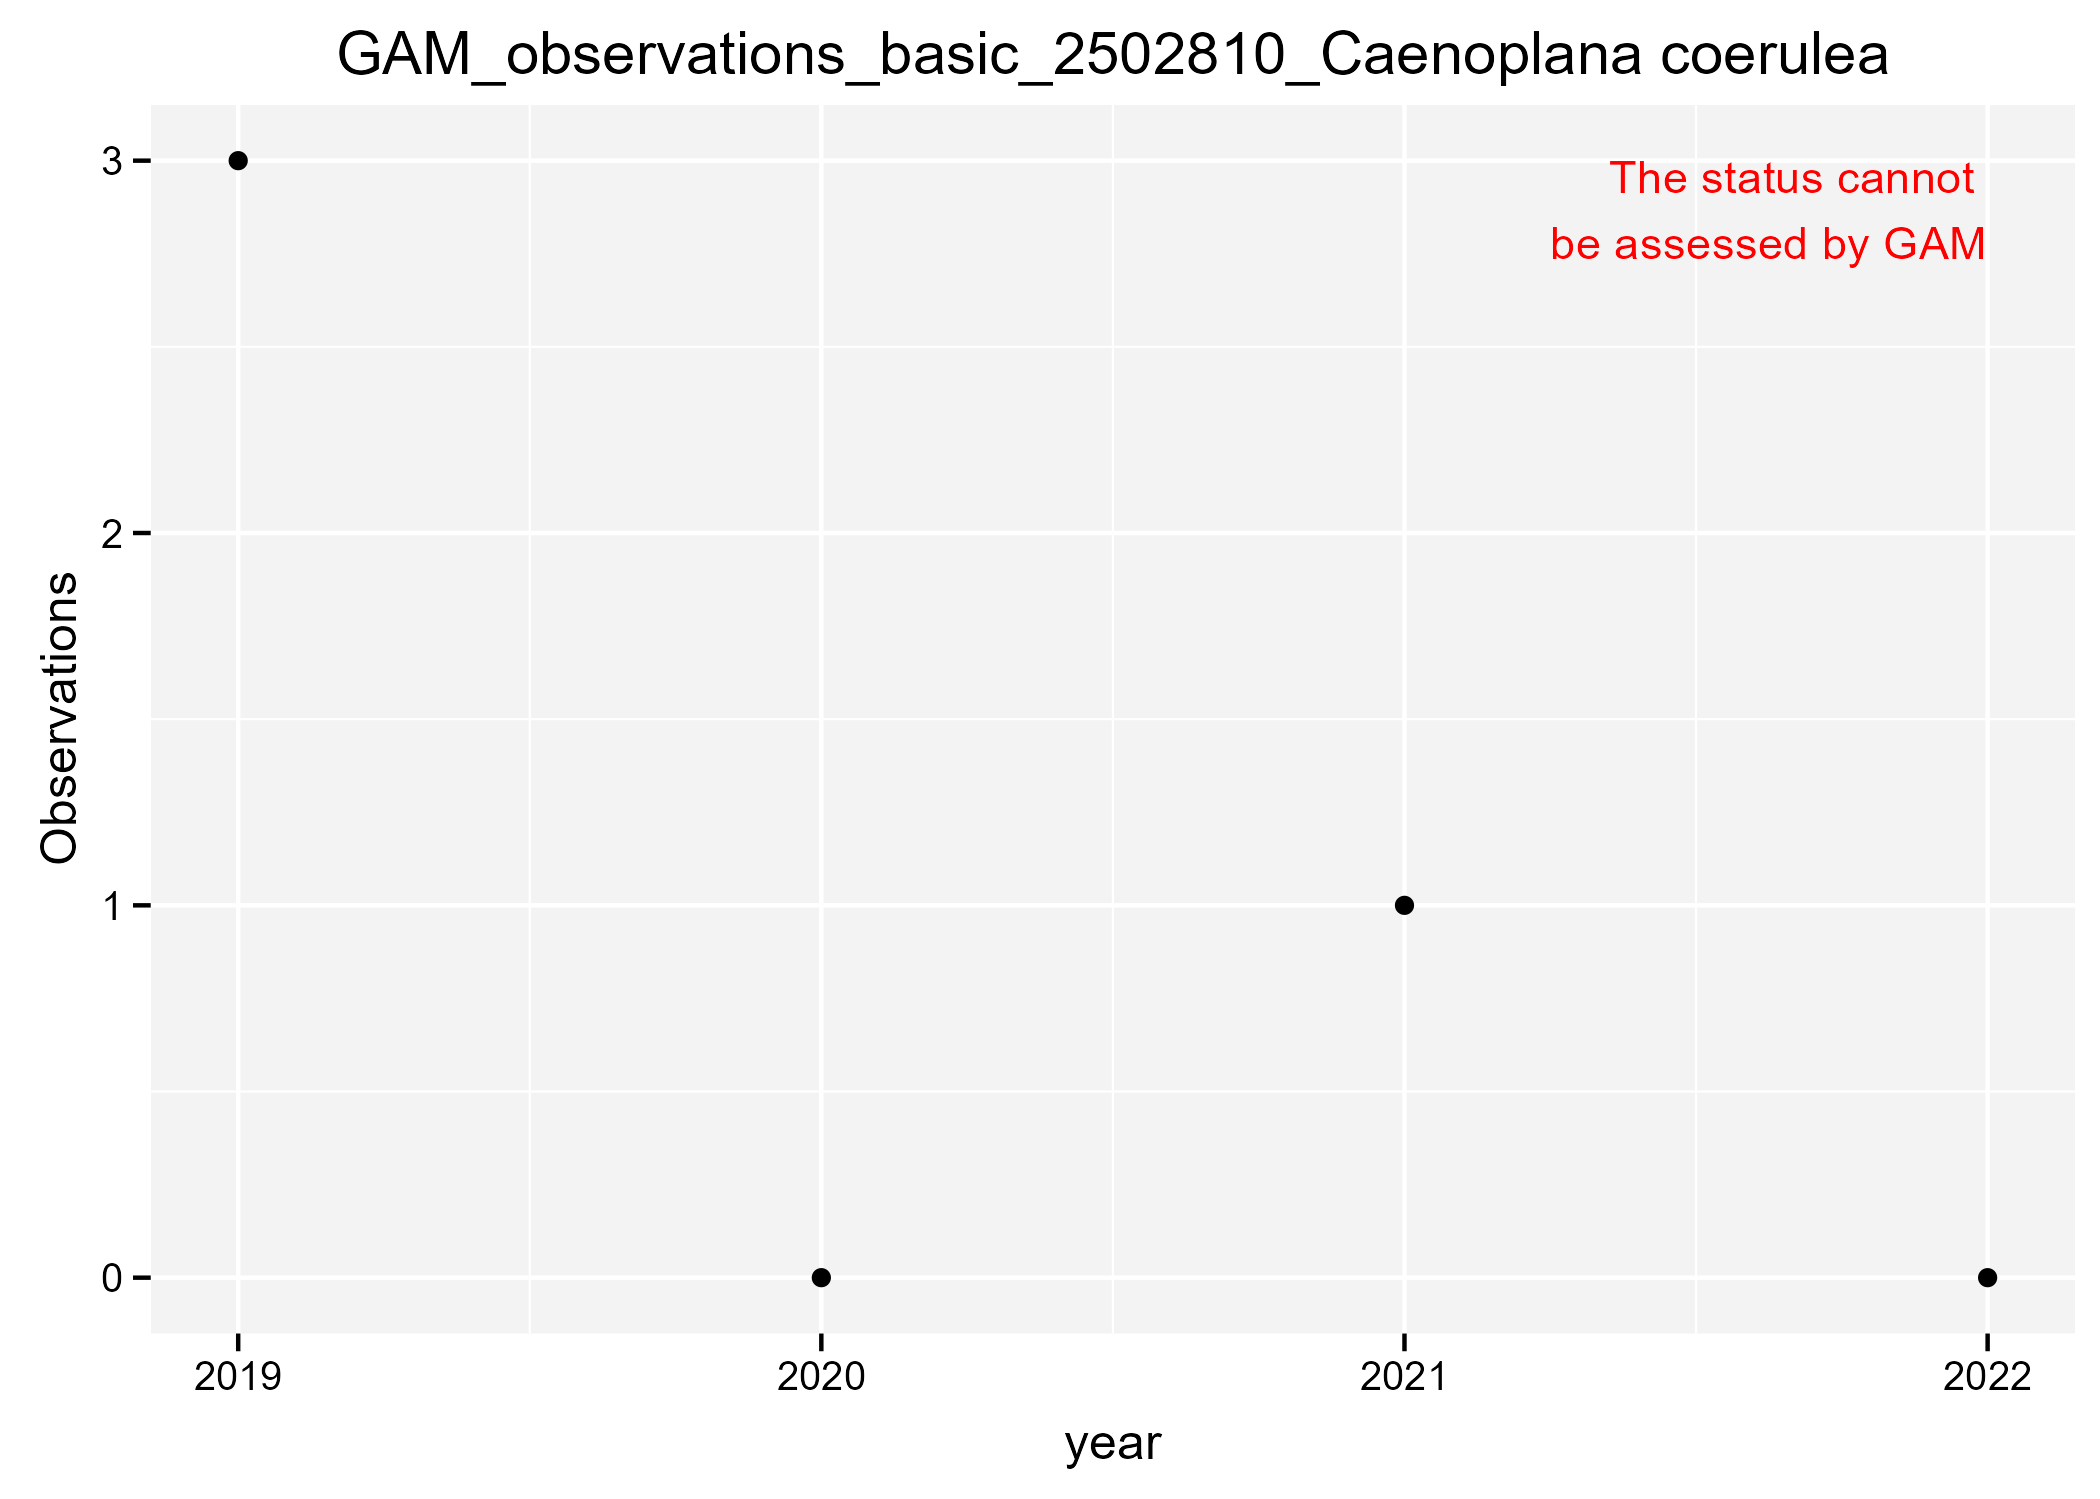 GAM_observations_basic_2502810_Caenoplana coerulea
The status cannot
be assessed by GAM
3
2
1
0
Observations
2019
2020
2021
2022
year